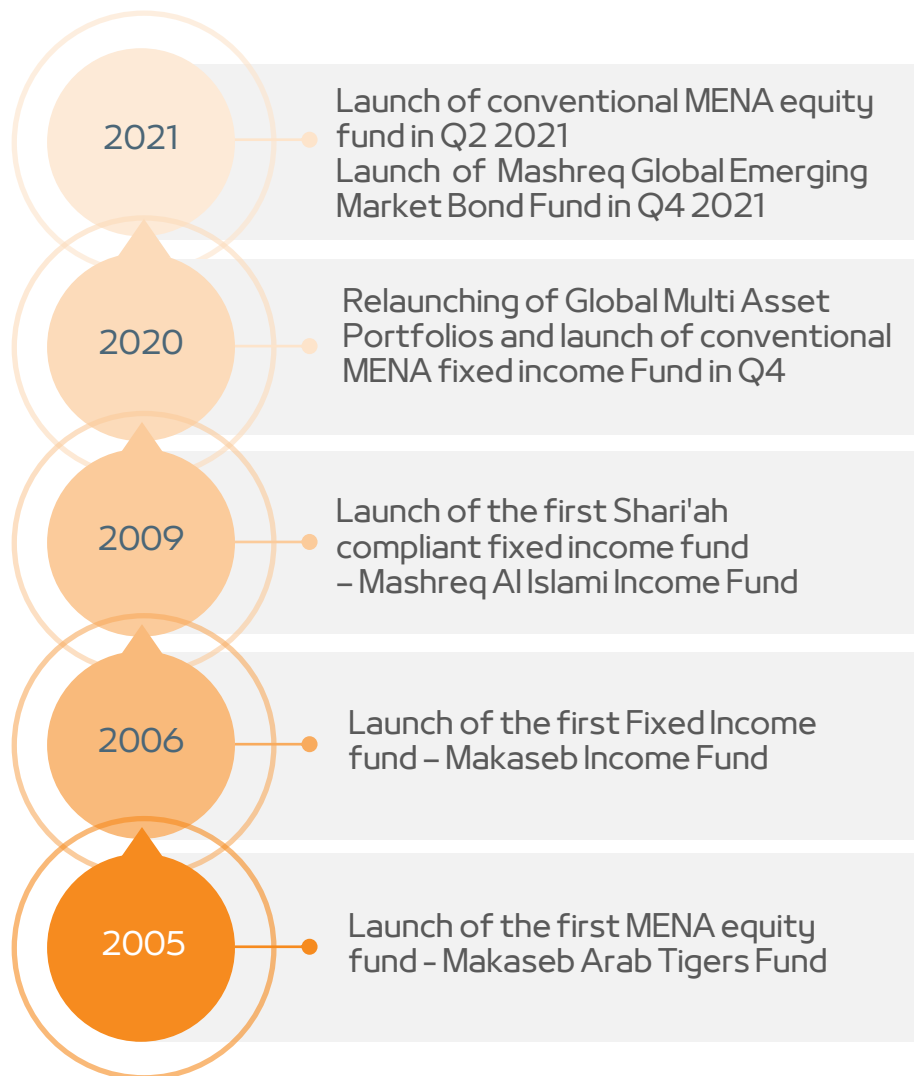 2021
Launch of conventional MENA equity
fund in Q2 2021
Launch of Mashreq Global Emerging
Market Bond Fund in Q4 2021
2020
Relaunching of Global Multi Asset
Portfolios and launch of conventional
MENA fixed income Fund in Q4
2009
Launch of the first Shari'ah
compliant fixed income fund
– Mashreq Al Islami Income Fund
2006
Launch of the first Fixed Income
fund – Makaseb Income Fund
2005
Launch of the first MENA equity
fund - Makaseb Arab Tigers Fund